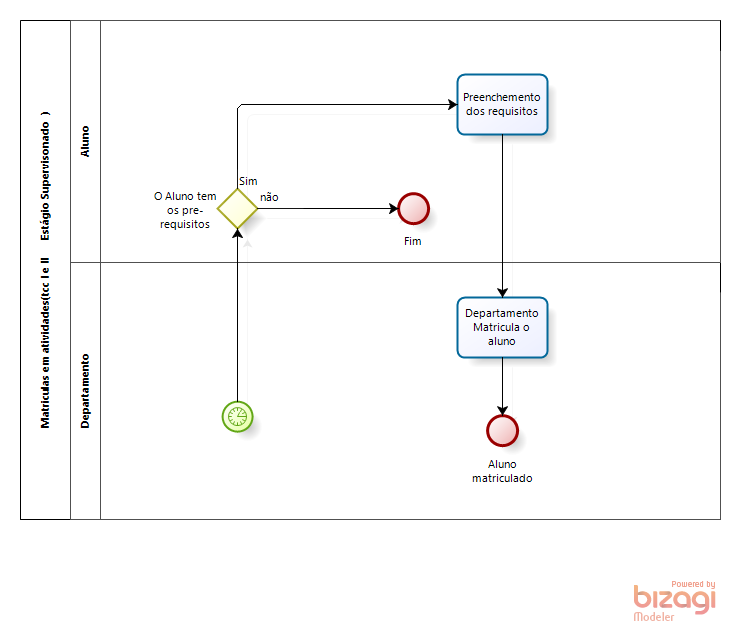 Matriculas em atividades(tcc I e II    Estágio Supervisonado  )
Aluno
Preenchemento
dos requisitos
Sim
não
O Aluno tem
os pre-
requisitos
Fim
Departamento
Departamento
Matricula o
aluno
Aluno
matriculado
Powered by
bizagi
Modeler